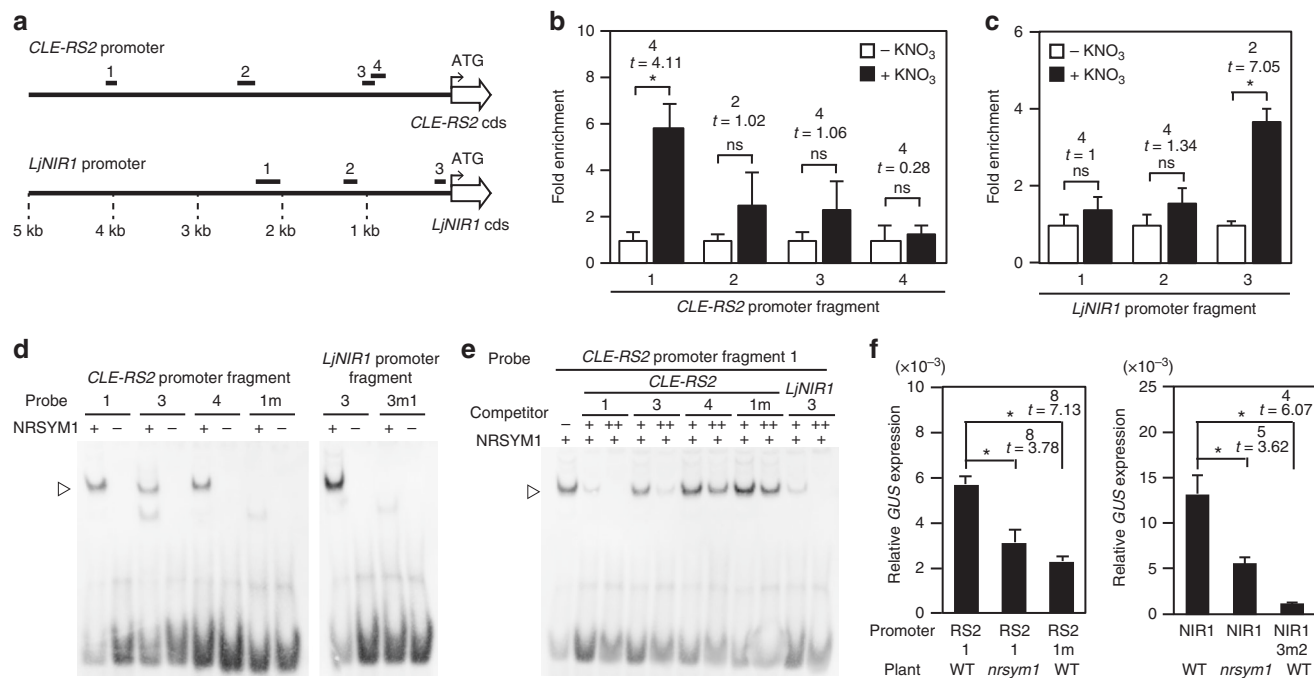 a
CLE-RS2 promoter
1 2 3 4 ATG
CLE-RS2 cds
LjNIR1 promoter
1 2 3 ATG
LjNIR1 cds
5 kb 4 kb 3 kb 2 kb 1 kb
b
Fold enrichment
10
8
6
4
2
0
– KNO3
+ KNO3
4
t = 4.11
*
2
t = 1.02
ns
4
t = 1.06
ns
4
t = 0.28
ns
1 2 3 4
CLE-RS2 promoter fragment
c
Fold enrichment
6
4
2
0
– KNO3
+ KNO3
4
t = 1
ns
4
t = 1.34
ns
2
t = 7.05
*
1 2 3
LjNIR1 promoter fragment
d
CLE-RS2 promoter fragment
LjNIR1 promoter
fragment
Probe 1 3 4 1m 3 3m1
NRSYM1 + – + – + – + – + – + –
e
Probe CLE-RS2 promoter fragment 1
CLE-RS2 LjNIR1
1 3 4 1m 3
Competitor – + ++ + ++ + ++ + ++ + ++
NRSYM1 + + + + + + + + + + +
f
(×10−3)
Relative GUS expression
10
8
6
4
2
0
8
* t = 7.13
8
* t = 3.78
Promoter RS2 RS2 RS2
1 1 1m
Plant WT nrsym1 WT
(×10−3)
Relative GUS expression
25
20
15
10
5
0
4
* t = 6.07
5
* t = 3.62
NIR1 NIR1 NIR1
3m2
WT nrsym1 WT